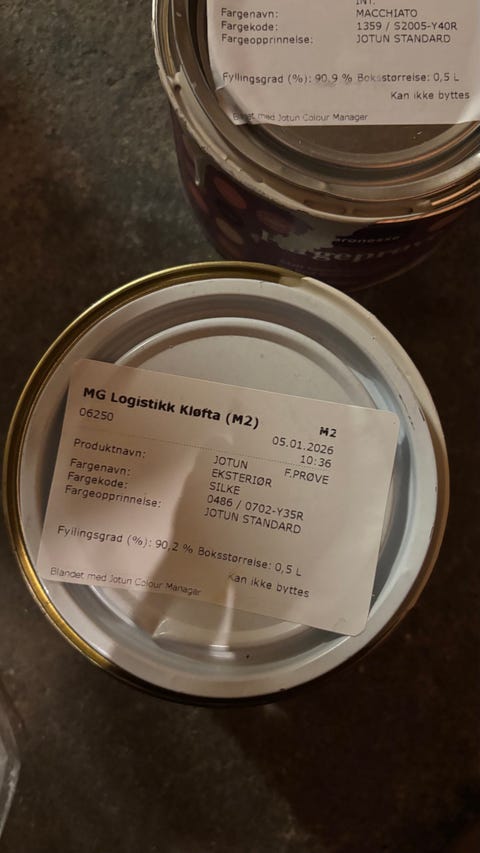 INT.
Fargenavn: MACCHIATO
Fargekode: 1359 / S2005-Y40R
Fargeopprinnelse: JOTUN STANDARD
Fyllingsgrad (%): 90,9 % Boksstørrelse: 0,5 L
Kan ikke byttes
Blandet med Jotun Colour Manager
MG Logistikk Kløfta (M2) M2
06250 05.01.2026
10:36
Produktnavn: JOTUN F.PRØVE
EKSTERIØR
Fargenavn: SILKE
Fargekode: 0486 / 0702-Y35R
Fargeopprinnelse: JOTUN STANDARD
Fyllingsgrad (%): 90,2 % Boksstørrelse: 0,5 L
Kan ikke byttes
Blandet med Jotun Colour Manager